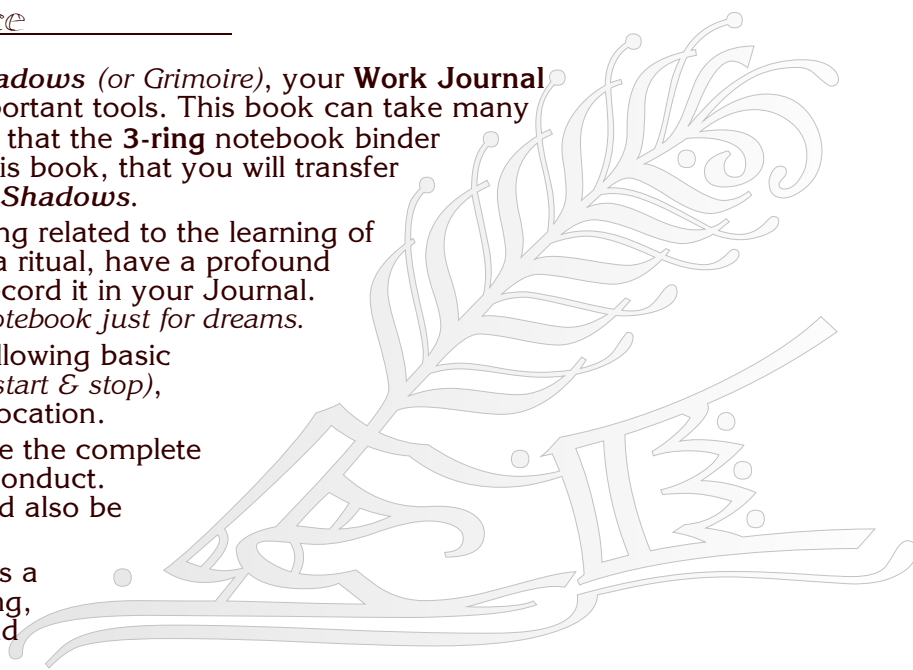 ce
adows (or Grimoire), your Work Journal
portant tools. This book can take many
that the 3-ring notebook binder
is book, that you will transfer
Shadows.
ng related to the learning of
a ritual, have a profound
cord it in your Journal.
otebook just for dreams.
llowing basic
start & stop),
ocation.
e the complete
onduct.
d also be
s a
ng,
d